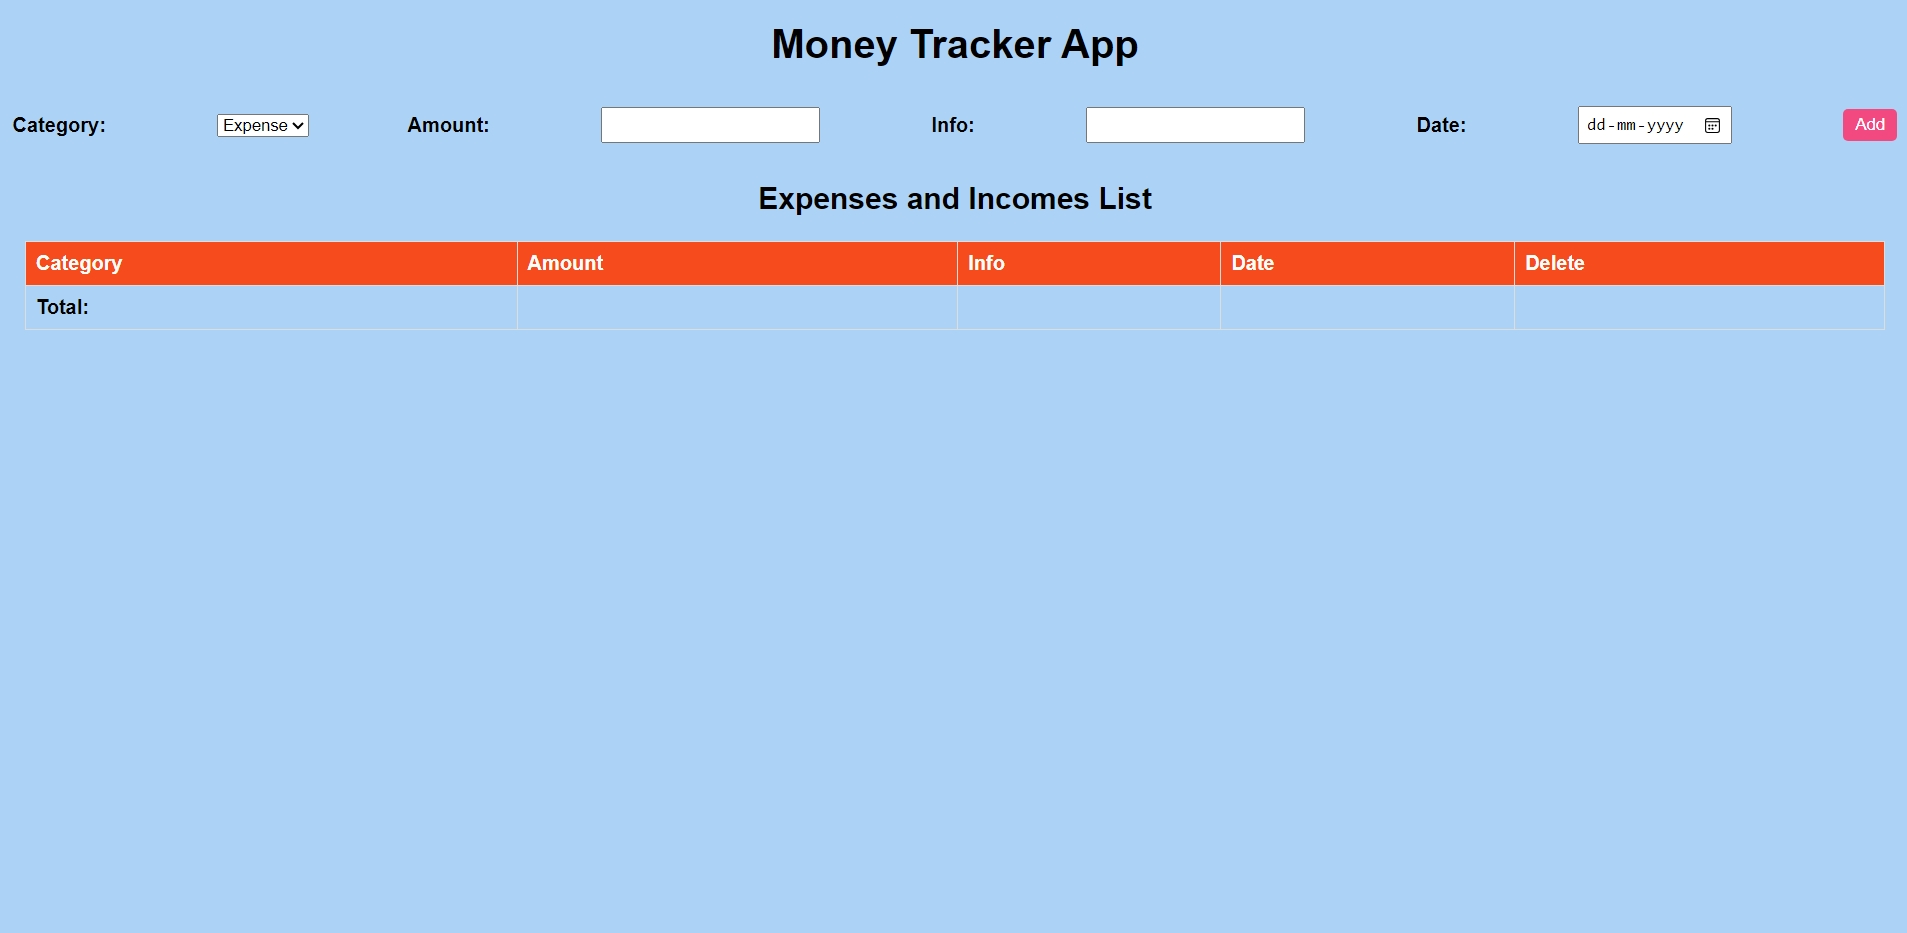 Money Tracker App
Category: Expense Amount: Info: Date: dd-mm-yyyy Add
Expenses and Incomes List
Category Amount Info Date Delete
Total: